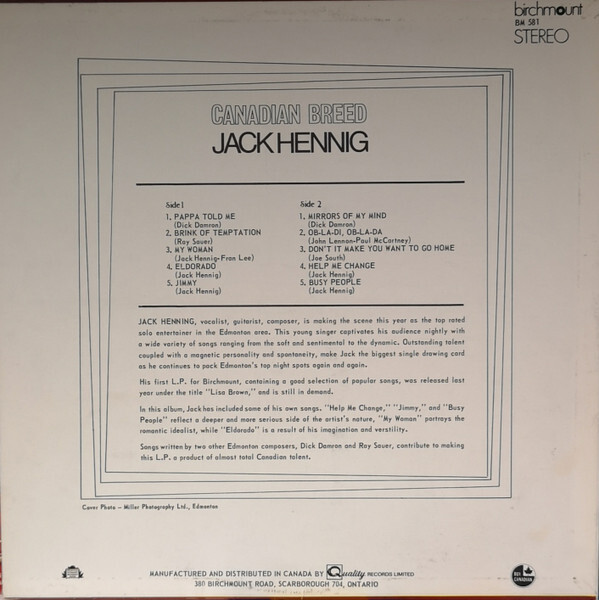 birchmount
BM 581
STEREO
CANADIAN BREED
JACK HENNIG
Side 1
1. PAPPA TOLD ME
(Dick Damron)
2. BRINK OF TEMPTATION
(Ray Sauer)
3. MY WOMAN
(Jack Hennig-Fran Lee)
4. ELDORADO
(Jack Hennig)
5. JIMMY
(Jack Hennig)
Side 2
1. MIRRORS OF MY MIND
(Dick Damron)
2. OB-LA-DI, OB-LA-DA
(John Lennon-Paul McCartney)
3. DON'T IT MAKE YOU WANT TO GO HOME
(Joe South)
4. HELP ME CHANGE
(Jack Hennig)
5. BUSY PEOPLE
(Jack Hennig)
JACK HENNING, vocalist, guitarist, composer, is making the scene this year as the top rated
solo entertainer in the Edmonton area. This young singer captivates his audience nightly with
a wide variety of songs ranging from the soft and sentimental to the dynamic. Outstanding talent
coupled with a magnetic personality and spontaneity, make Jack the biggest single drawing card
as he continues to pack Edmonton's top night spots again and again.
His first L.P. for Birchmount, containing a good selection of popular songs, was released last
year under the title "Lisa Brown," and is still in demand.
In this album, Jack has included some of his own songs. "Help Me Change," "Jimmy," and "Busy
People" reflect a deeper and more serious side of the artist's nature, "My Woman" portrays the
romantic idealist, while "Eldorado" is a result of his imagination and verstility.
Songs written by two other Edmonton composers, Dick Damron and Ray Sauer, contribute to making
this L.P. a product of almost total Canadian talent.
Cover Photo – Miller Photography Ltd., Edmonton
MANUFACTURED AND DISTRIBUTED IN CANADA BY Quality RECORDS LIMITED
380 BIRCHMOUNT ROAD, SCARBOROUGH 704, ONTARIO
BUY
CANADIAN